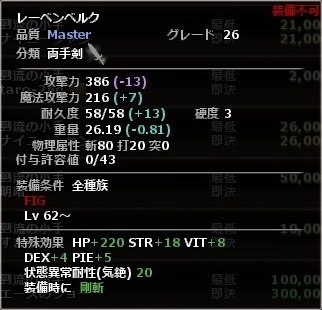 装備不可
レーベンベルク
品質 Master グレード 26
分類 両手剣
攻撃力 386 (-13)
魔法攻撃力 216 (+7)
耐久度 58/58 (+13) 硬度 3
重量 26.19 (-0.81)
物理属性 斬80 打20 突0
付与許容値 0/43
装備条件 全種族
FIG
Lv 62～
特殊効果 HP+220 STR+18 VIT+8
DEX+4 PIE+5
状態異常耐性(気絶) 20
装備時に 剛斬